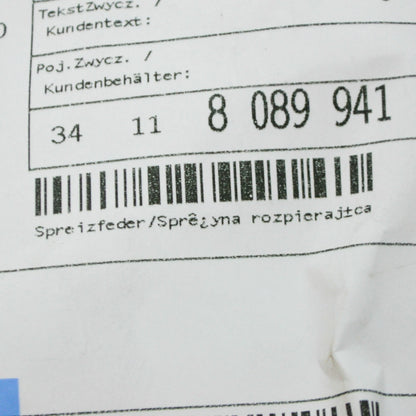 TekstZwycz. /
Kundentext:
Poj.Zwycz. /
Kundenbehälter:
34 11 8 089 941
Spreizfeder/Sprê¿yna rozpieraj±ca